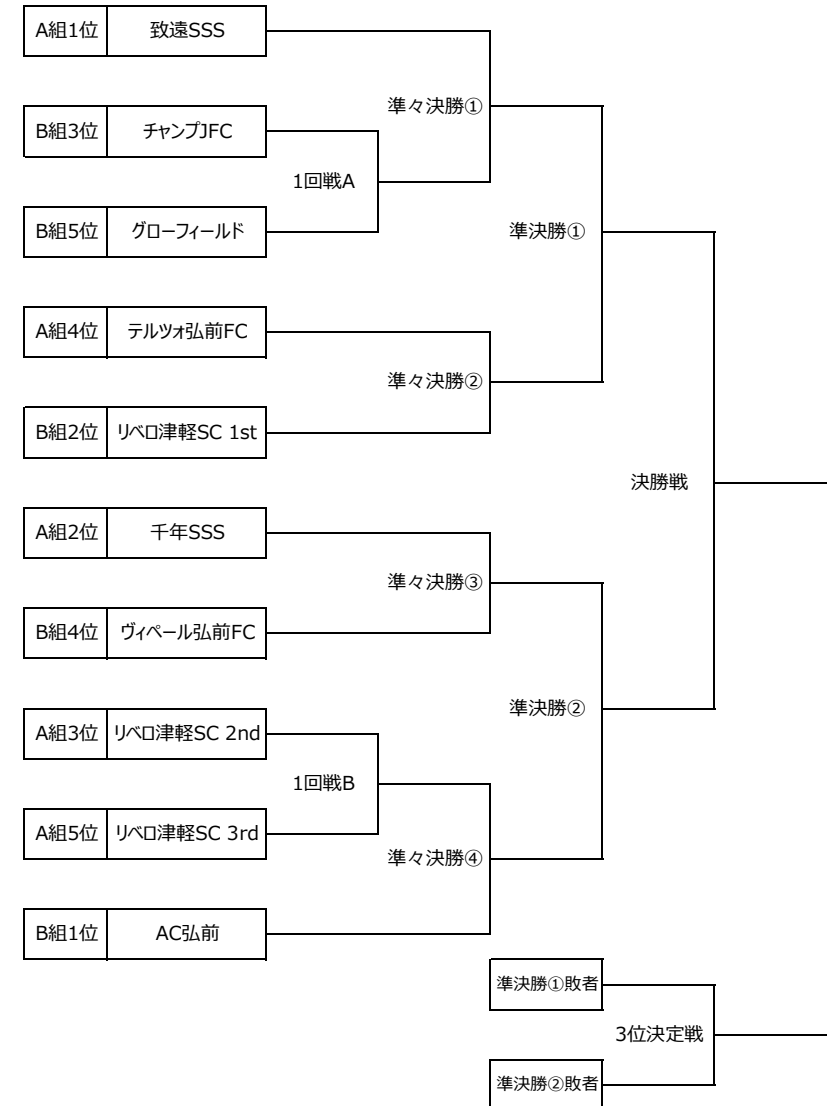 A組1位 致遠SSS
準々決勝①
B組3位 チャンプJFC
1回戦A
B組5位 グローフィールド
準決勝①
A組4位 テルツォ弘前FC
準々決勝②
B組2位 リベロ津軽SC 1st
決勝戦
A組2位 千年SSS
準々決勝③
B組4位 ヴィペール弘前FC
準決勝②
A組3位 リベロ津軽SC 2nd
1回戦B
A組5位 リベロ津軽SC 3rd
準々決勝④
B組1位 AC弘前
準決勝①敗者
3位決定戦
準決勝②敗者